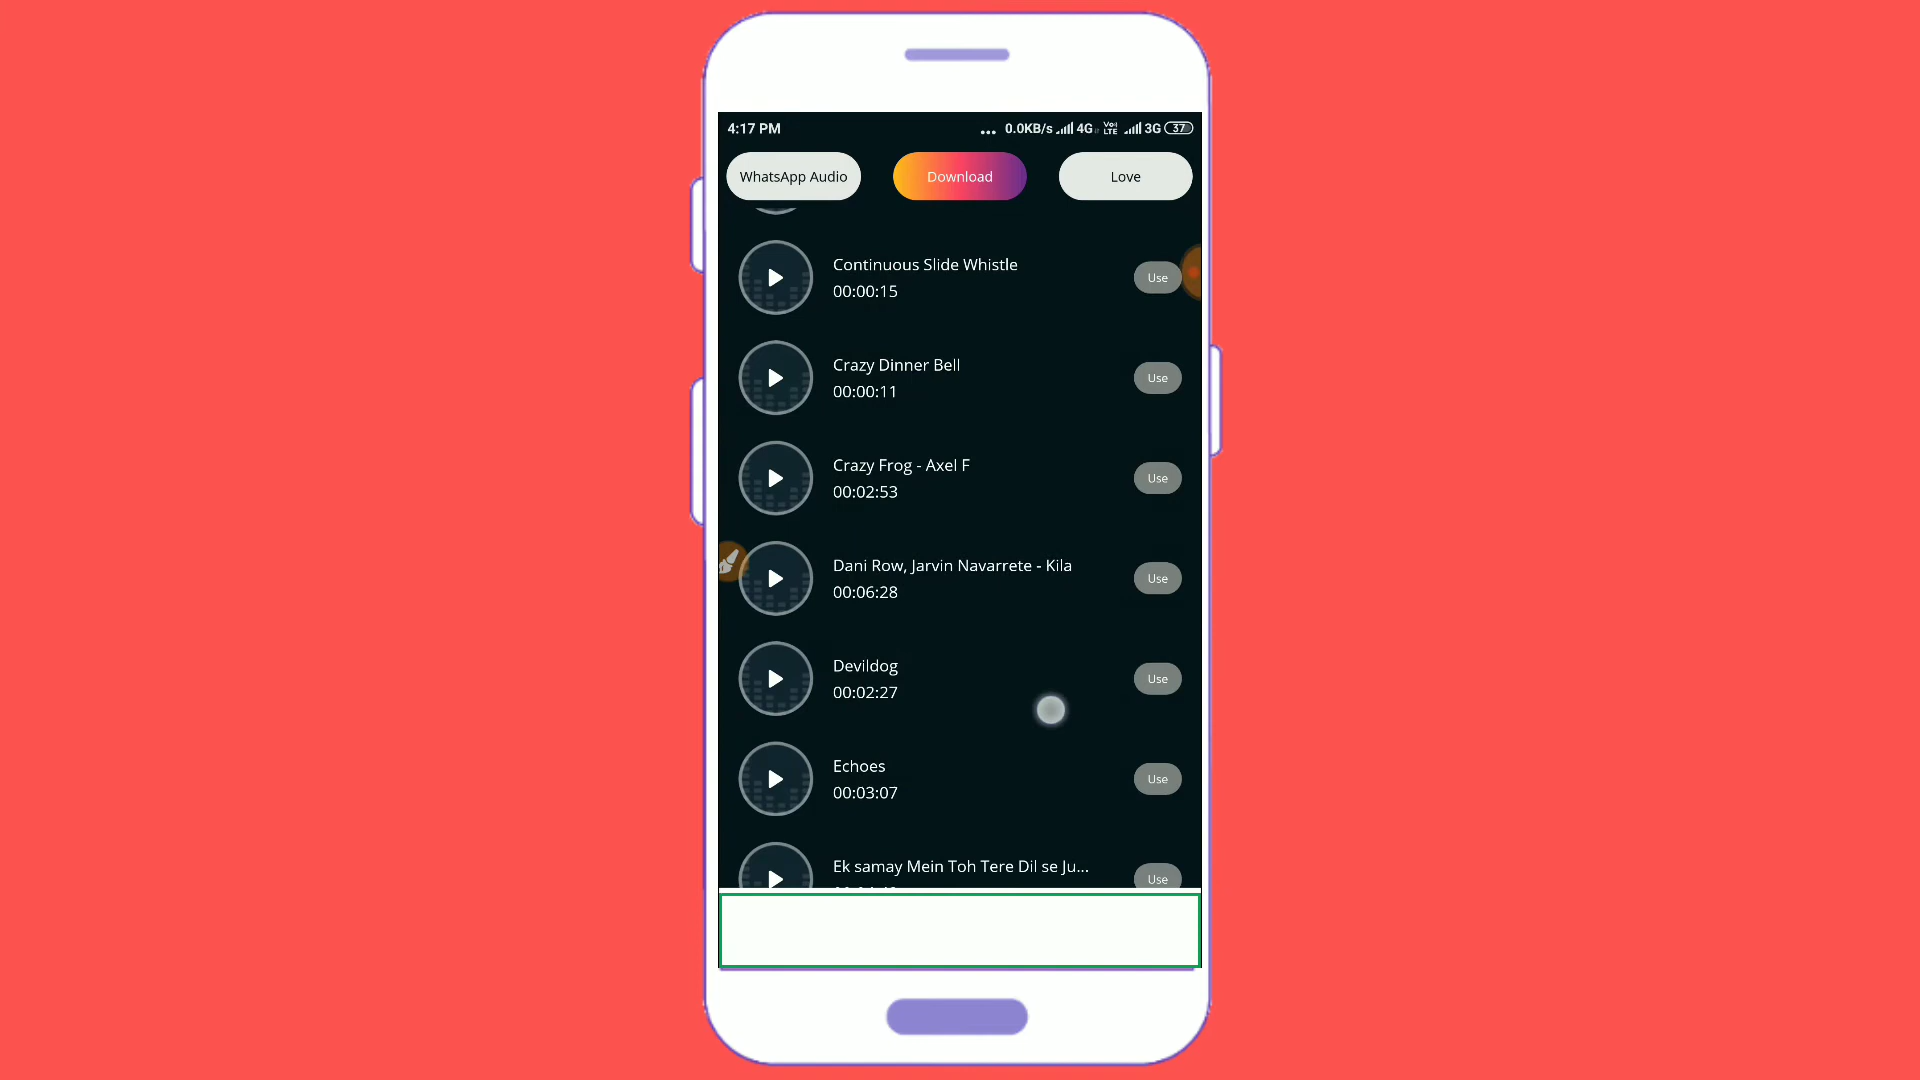 4:17 PM ... 0.0KB/s 4G Vo LTE 3G 37
WhatsApp Audio Download Love
Continuous Slide Whistle
00:00:15
Use
Crazy Dinner Bell
00:00:11
Use
Crazy Frog - Axel F
00:02:53
Use
Dani Row, Jarvin Navarrete - Kila
00:06:28
Use
Devildog
00:02:27
Use
Echoes
00:03:07
Use
Ek samay Mein Toh Tere Dil se Ju...
Use